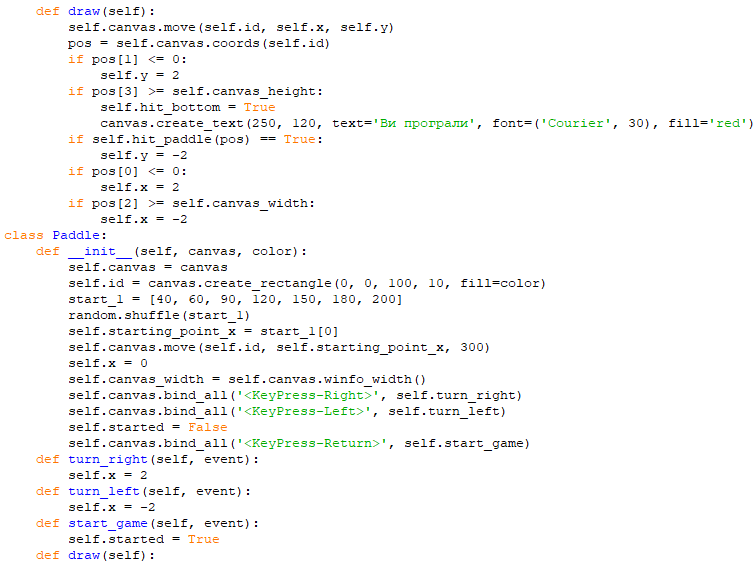 def draw(self):
        self.canvas.move(self.id, self.x, self.y)
        pos = self.canvas.coords(self.id)
        if pos[1] <= 0:
            self.y = 2
        if pos[3] >= self.canvas_height:
            self.hit_bottom = True
            canvas.create_text(250, 120, text='Ви програли', font=('Courier', 30), fill='red')
        if self.hit_paddle(pos) == True:
            self.y = -2
        if pos[0] <= 0:
            self.x = 2
        if pos[2] >= self.canvas_width:
            self.x = -2
class Paddle:
    def __init__(self, canvas, color):
        self.canvas = canvas
        self.id = canvas.create_rectangle(0, 0, 100, 10, fill=color)
        start_1 = [40, 60, 90, 120, 150, 180, 200]
        random.shuffle(start_1)
        self.starting_point_x = start_1[0]
        self.canvas.move(self.id, self.starting_point_x, 300)
        self.x = 0
        self.canvas_width = self.canvas.winfo_width()
        self.canvas.bind_all('<KeyPress-Right>', self.turn_right)
        self.canvas.bind_all('<KeyPress-Left>', self.turn_left)
        self.started = False
        self.canvas.bind_all('<KeyPress-Return>', self.start_game)
    def turn_right(self, event):
        self.x = 2
    def turn_left(self, event):
        self.x = -2
    def start_game(self, event):
        self.started = True
    def draw(self):